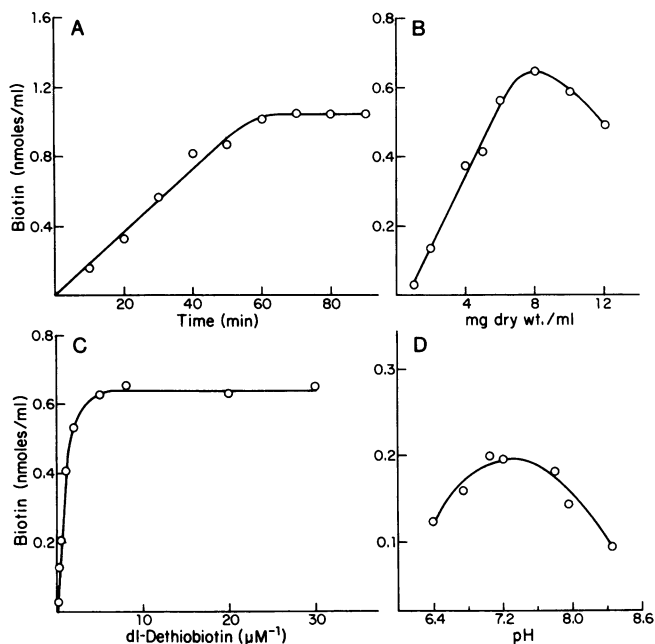 A
1.6
1.2
0.8
0.4
Biotin (nmoles/ml)
20 40 60 80
Time (min)
B
0.8
0.6
0.4
0.2
4 8 12
mg dry wt./ml
C
0.8
0.6
0.4
0.2
Biotin (nmoles/ml)
10 20 30
dl-Dethiobiotin (μM⁻¹)
D
0.3
0.2
0.1
6.4 7.2 8.0 8.6
pH